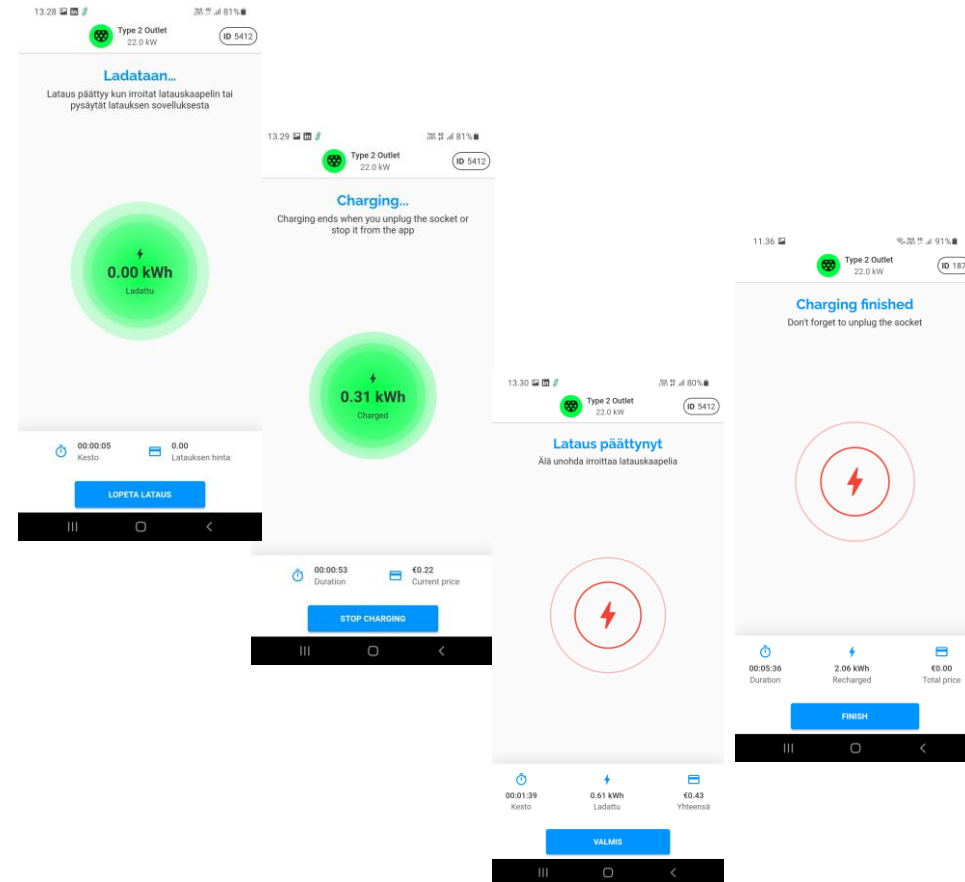 13.28
81%
Type 2 Outlet
22.0 kW
ID 5412
Ladataan...
Lataus päättyy kun irroitat latauskaapelin tai
pysäytät latauksen sovelluksesta
0.00 kWh
Ladattu
00:00:05
Kesto
0.00
Latauksen hinta
LOPETA LATAUS
13.29
81%
Type 2 Outlet
22.0 kW
ID 5412
Charging...
Charging ends when you unplug the socket or
stop it from the app
0.31 kWh
Charged
00:00:53
Duration
€0.22
Current price
STOP CHARGING
13.30
80%
Type 2 Outlet
22.0 kW
ID 5412
Lataus päättynyt
Älä unohda irroittaa latauskaapelia
00:01:39
Kesto
0.61 kWh
Ladattu
€0.43
Yhteensä
VALMIS
11.36
91%
Type 2 Outlet
22.0 kW
ID 187
Charging finished
Don't forget to unplug the socket
00:05:36
Duration
2.06 kWh
Recharged
€0.00
Total price
FINISH